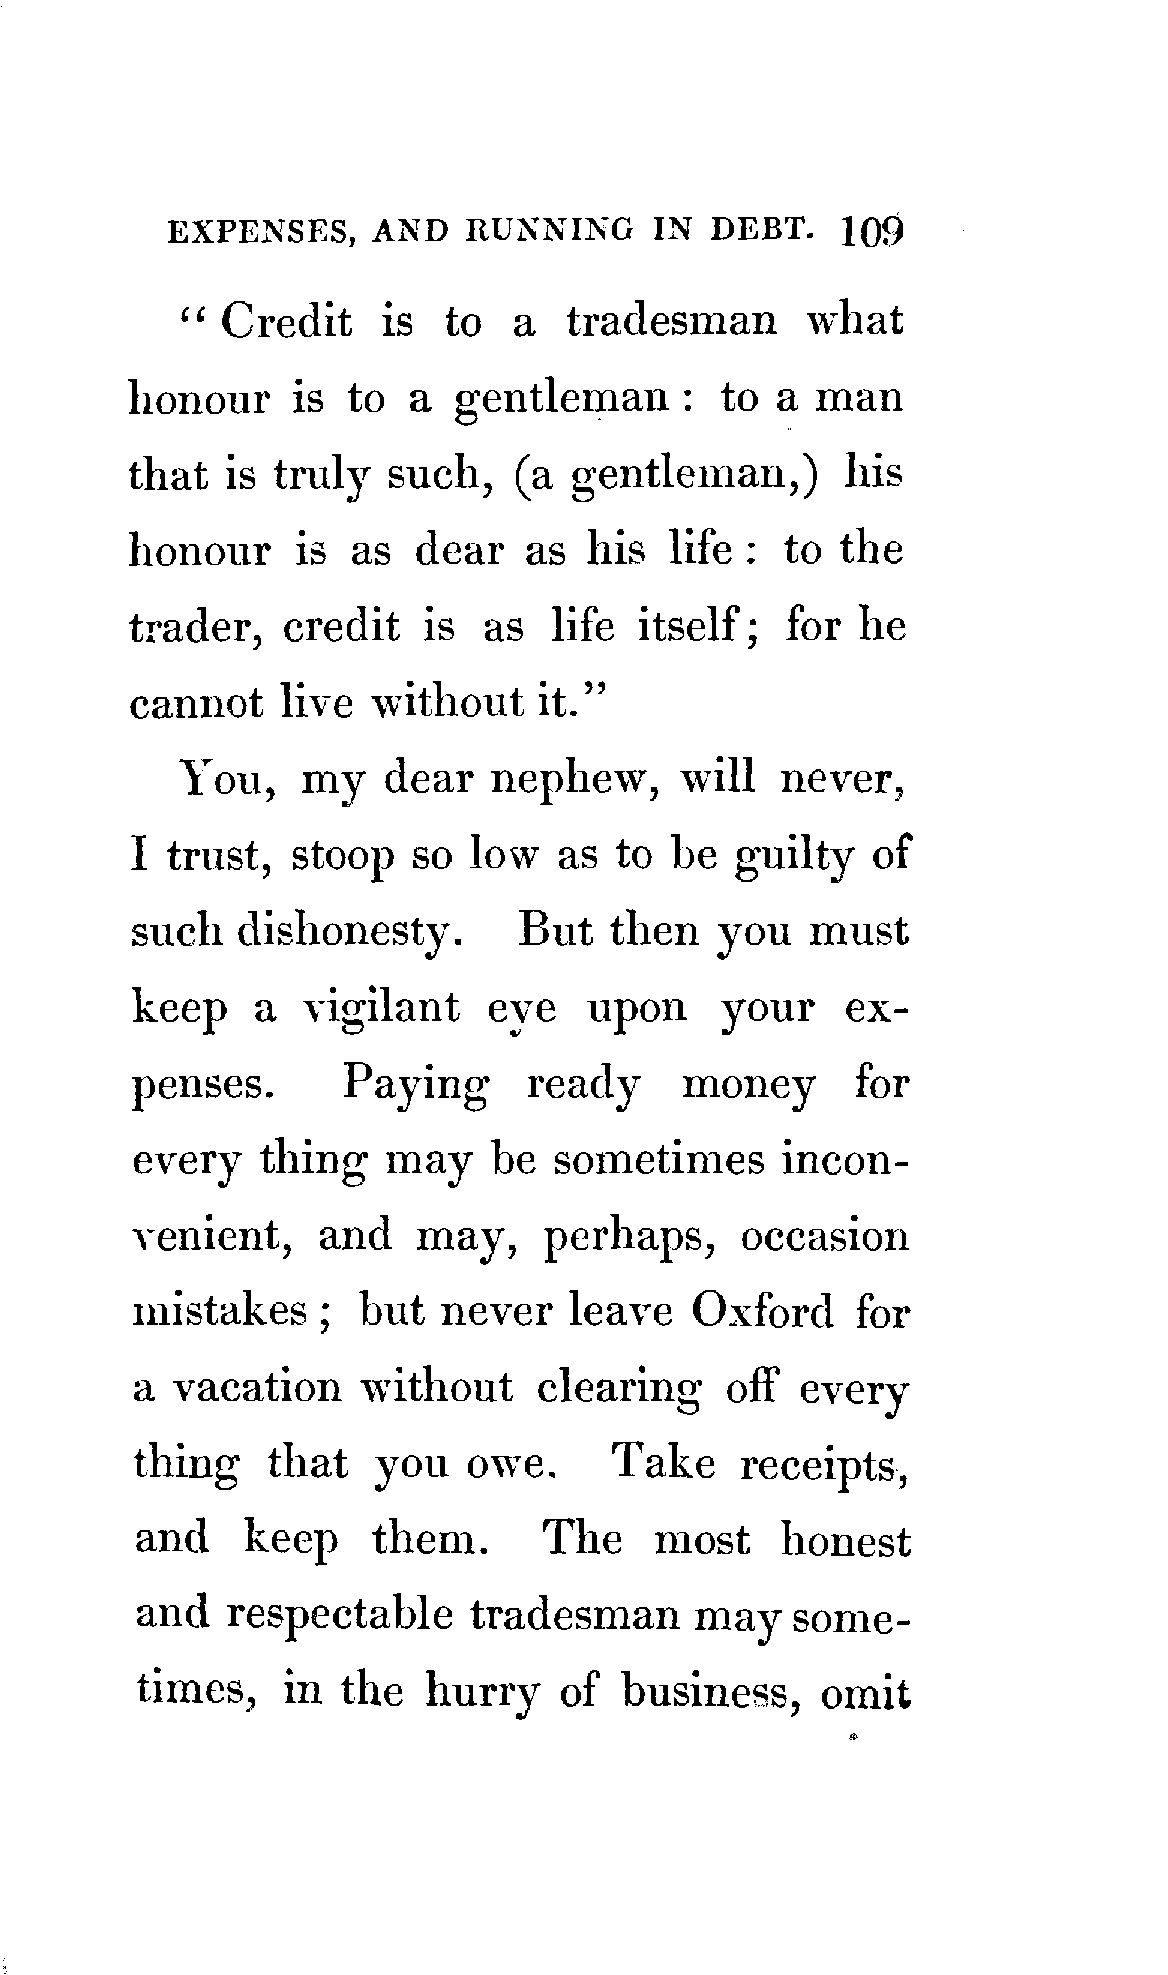 EXPENSES, AND RUNNING IN DEBT. 109
“ Credit is to a tradesman what
honour is to a gentleman : to a man
that is truly such, (a gentleman,) his
honour is as dear as his life : to the
trader, credit is as life itself; for he
cannot live without it.”
You, my dear nephew, will never,
I trust, stoop so low as to be guilty of
such dishonesty. But then you must
keep a vigilant eye upon your ex-
penses. Paying ready money for
every thing may be sometimes incon-
venient, and may, perhaps, occasion
mistakes ; but never leave Oxford for
a vacation without clearing off every
thing that you owe. Take receipts,
and keep them. The most honest
and respectable tradesman may some-
times, in the hurry of business, omit